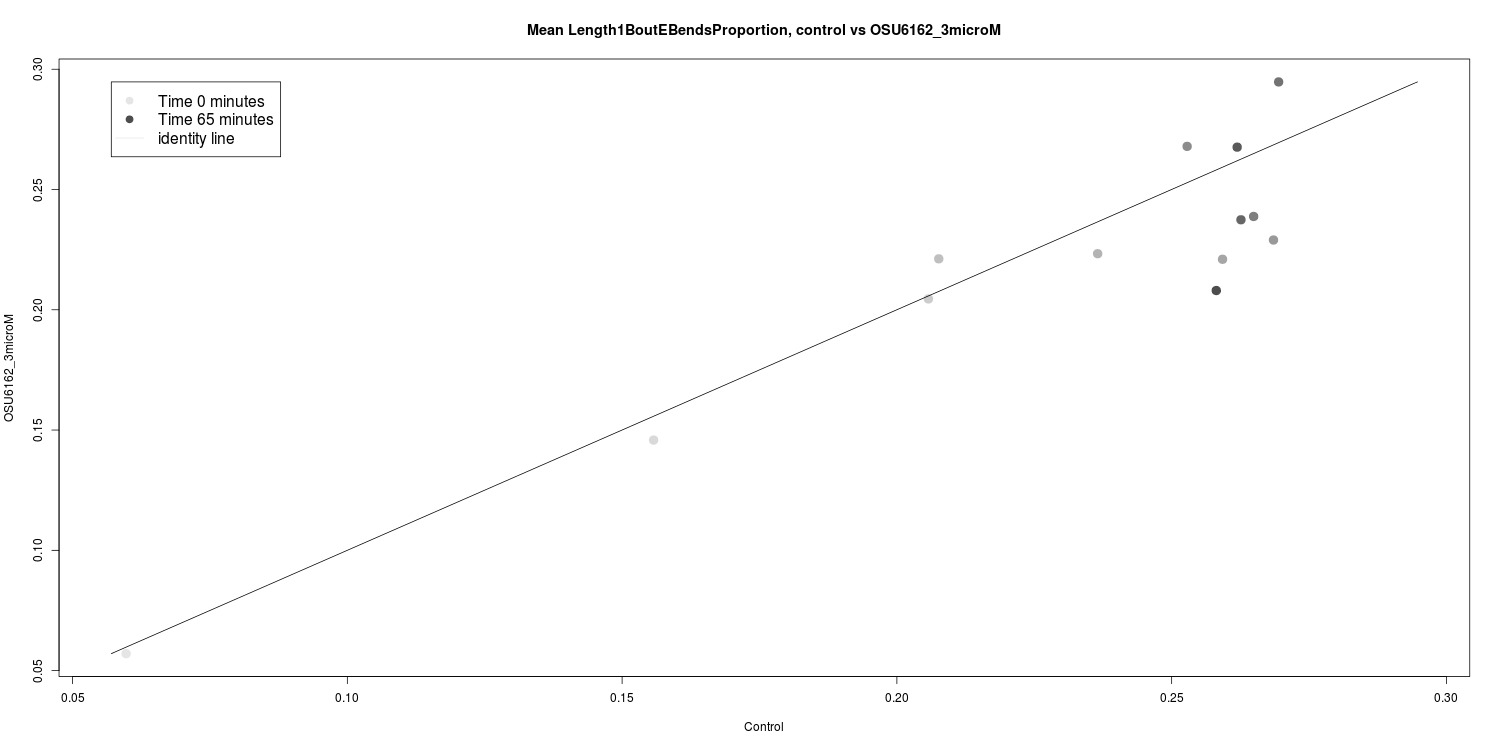 Mean Length1BoutEBendsProportion, control vs OSU6162_3microM
Time 0 minutes
Time 65 minutes
identity line
OSU6162_3microM
0.30
0.25
0.20
0.15
0.10
0.05
0.05 0.10 0.15 0.20 0.25 0.30
Control